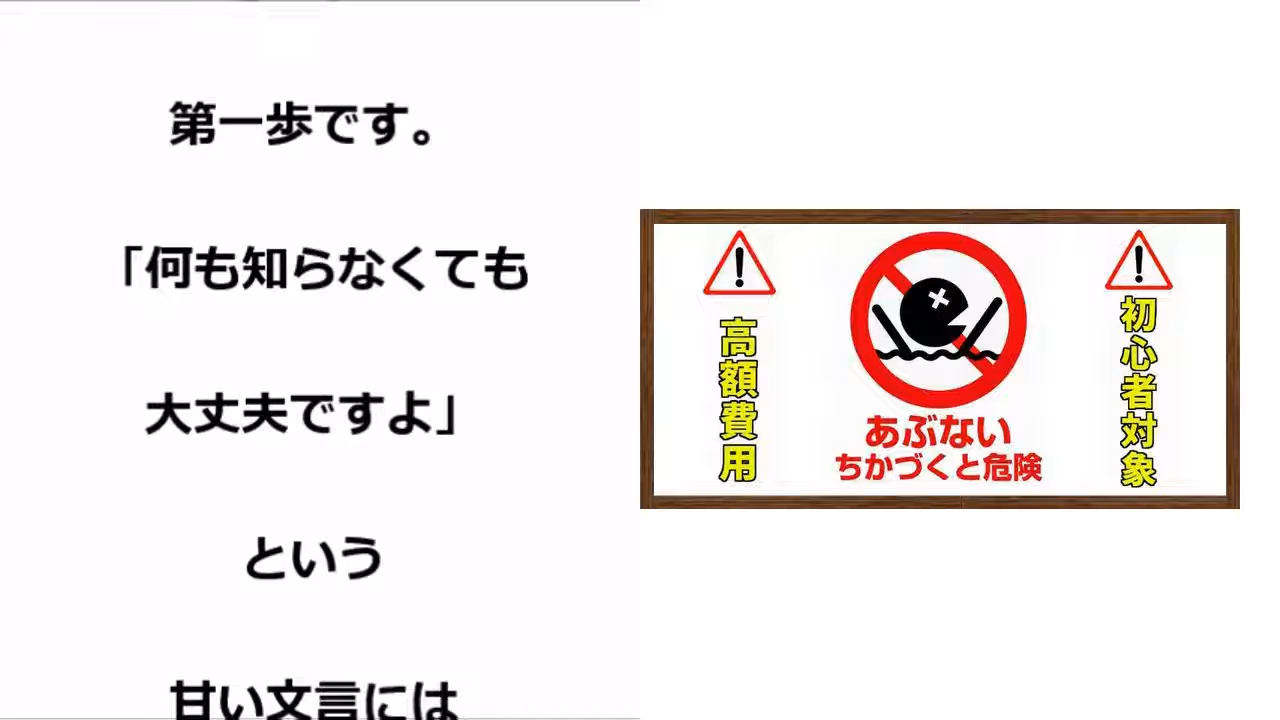 第一歩です。
「何も知らなくても
大丈夫ですよ」
という
甘い文言には
高額費用
あぶない
ちかづくと危険
初心者対象